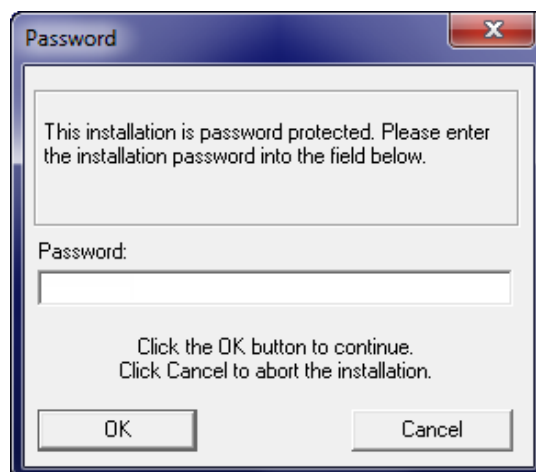 Password
This installation is password protected. Please enter
the installation password into the field below.
Password:
Click the OK button to continue.
Click Cancel to abort the installation.
OK
Cancel